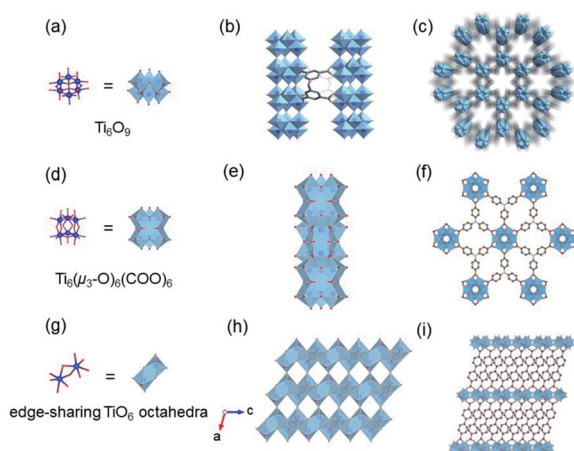 (a)
(b)
(c)
=
Ti₆O₉
(d)
(e)
(f)
=
Ti₆(μ₃-O)₆(COO)₆
(g)
(h)
(i)
=
edge-sharing TiO₆ octahedra
c
a